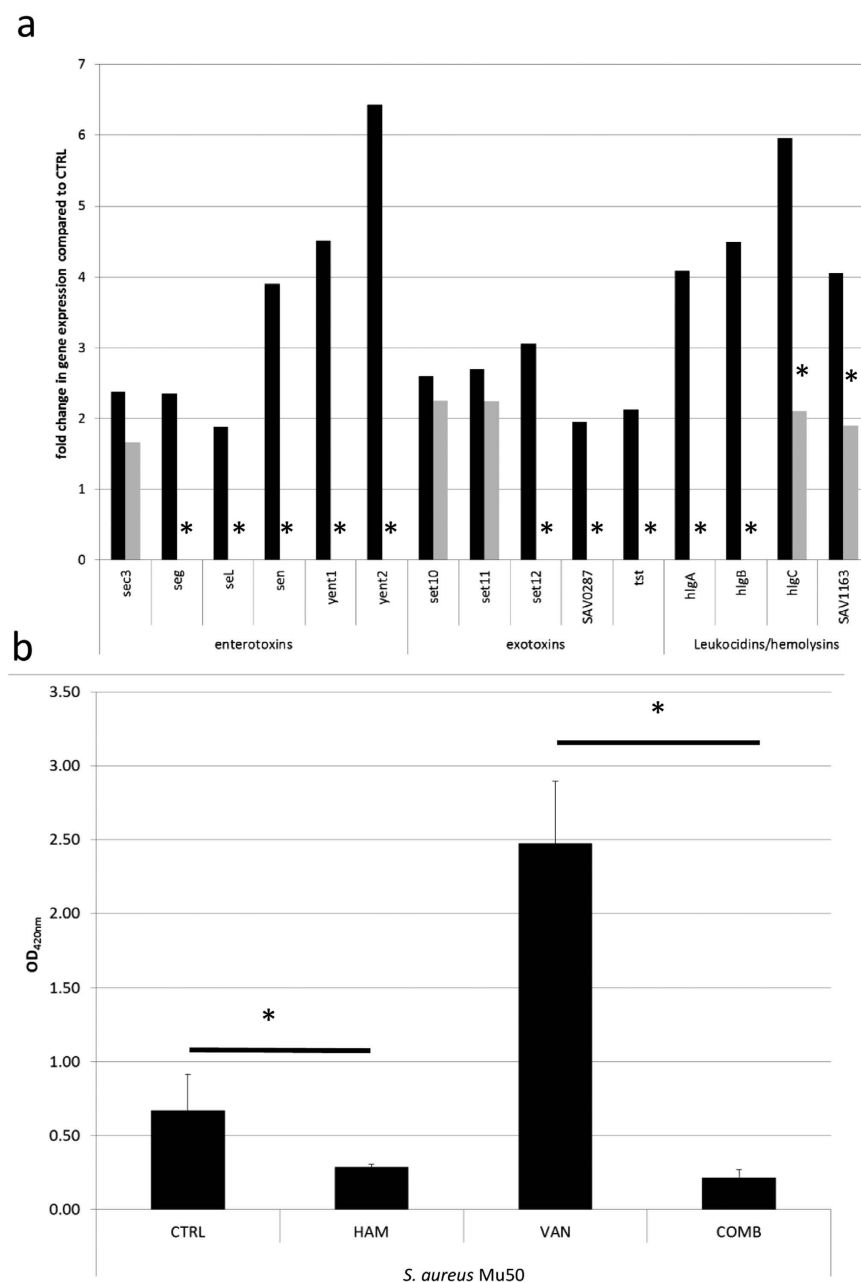 a
7
6
5
4
3
2
1
0
fold change in gene expression compared to CTRL
* * * * * * * * * * * *
sec3 seg seL sen yent1 yent2 set10 set11 set12 SAV0287 tst hlgA hlgB hlgC SAV1163
enterotoxins exotoxins Leukocidins/hemolysins
b
3.50
3.00
2.50
2.00
1.50
1.00
0.50
0.00
OD420nm
*
*
CTRL HAM VAN COMB
S. aureus Mu50